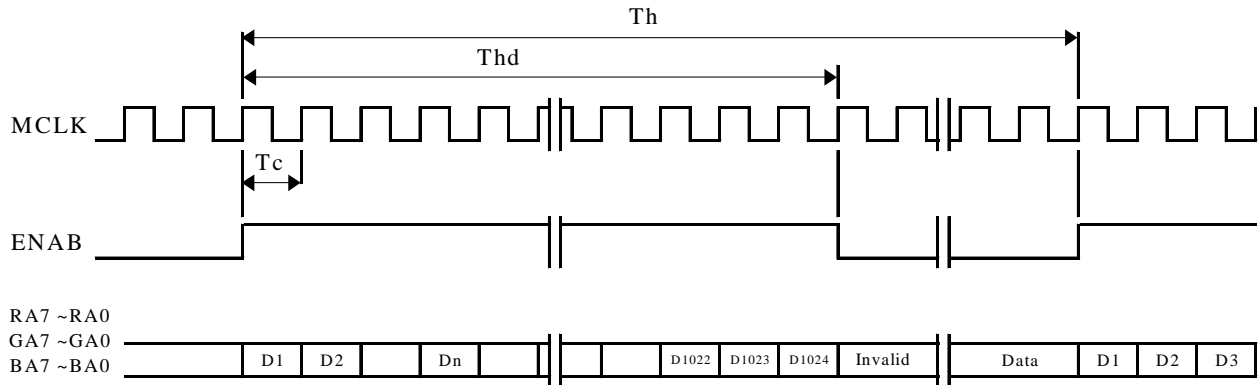 Th
Thd
MCLK
Tc
ENAB
RA7 ~RA0
GA7 ~GA0
BA7 ~BA0
D1 D2 Dn D1022 D1023 D1024 Invalid Data D1 D2 D3